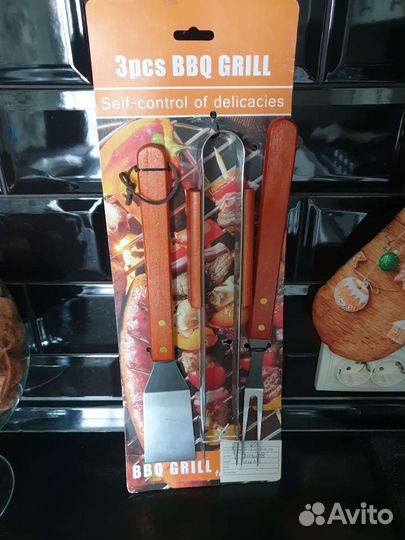 3pcs BBQ GRILL
Self-control of delicacies
BBQ GRILL
Avito